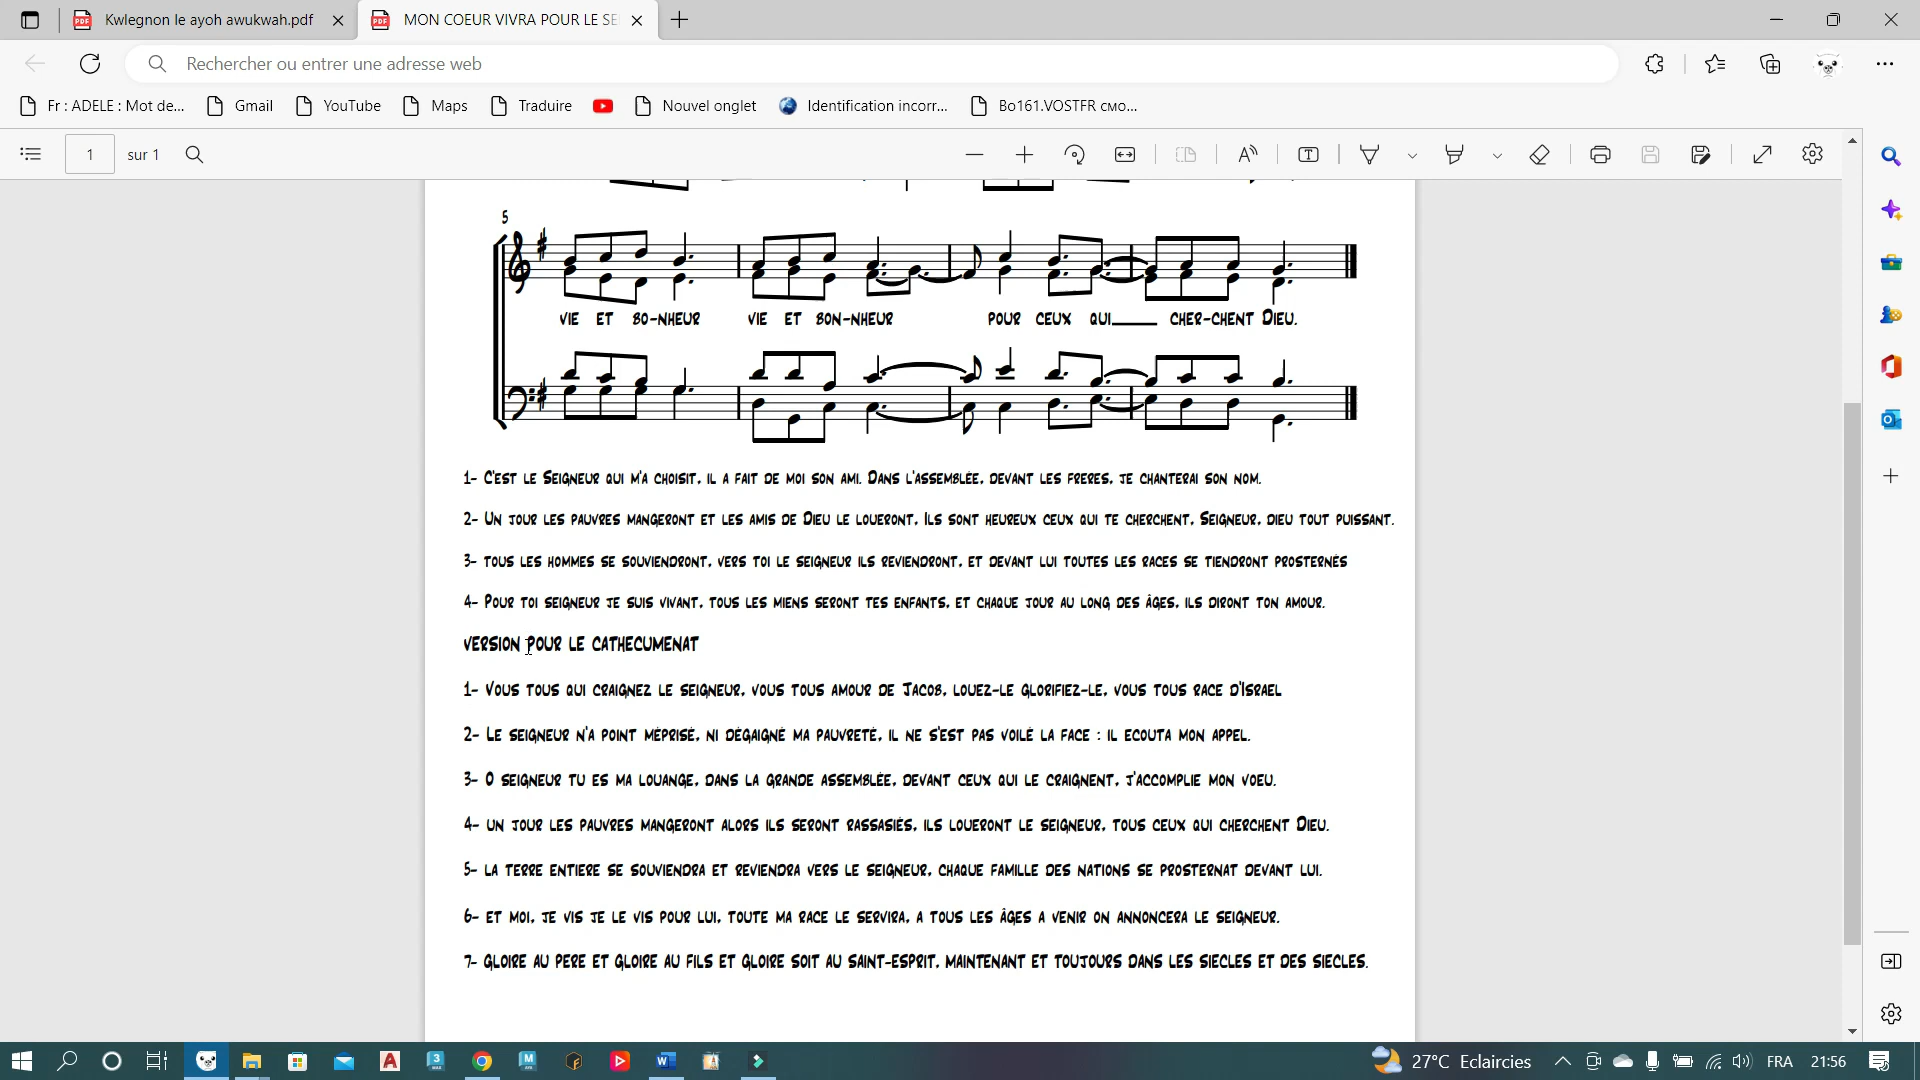 Kwlegnon le ayoh awukwah.pdf
MON COEUR VIVRA POUR LE SE
Rechercher ou entrer une adresse web
Fr : ADELE : Mot de...
Gmail
YouTube
Maps
Traduire
Nouvel onglet
Identification incorr...
Bo161.VOSTFR смо...
1 sur 1
5
VIE ET BO-NHEUR VIE ET BON-NHEUR POUR CEUX QUI CHER-CHENT DIEU.
1- C'EST LE SEIGNEUR QUI M'A CHOISIT, IL A FAIT DE MOI SON AMI. DANS L'ASSEMBLÉE, DEVANT LES FRERES, JE CHANTERAI SON NOM.
2- UN JOUR LES PAUVRES MANGERONT ET LES AMIS DE DIEU LE LOUERONT, ILS SONT HEUREUX CEUX QUI TE CHERCHENT, SEIGNEUR, DIEU TOUT PUISSANT.
3- TOUS LES HOMMES SE SOUVIENDRONT, VERS TOI LE SEIGNEUR ILS REVIENDRONT, ET DEVANT LUI TOUTES LES RACES SE TIENDRONT PROSTERNÉS
4- POUR TOI SEIGNEUR JE SUIS VIVANT, TOUS LES MIENS SERONT TES ENFANTS, ET CHAQUE JOUR AU LONG DES ÂGES, ILS DIRONT TON AMOUR.
VERSION POUR LE CATHECUMENAT
1- VOUS TOUS QUI CRAIGNEZ LE SEIGNEUR, VOUS TOUS AMOUR DE JACOB, LOUEZ-LE GLORIFIEZ-LE, VOUS TOUS RACE D'ISRAEL
2- LE SEIGNEUR N'A POINT MÉPRISÉ, NI DÉGAIGNÉ MA PAUVRETÉ, IL NE S'EST PAS VOILÉ LA FACE : IL ECOUTA MON APPEL.
3- O SEIGNEUR TU ES MA LOUANGE, DANS LA GRANDE ASSEMBLÉE, DEVANT CEUX QUI LE CRAIGNENT, J'ACCOMPLIE MON VOEU.
4- UN JOUR LES PAUVRES MANGERONT ALORS ILS SERONT RASSASIÉS, ILS LOUERONT LE SEIGNEUR, TOUS CEUX QUI CHERCHENT DIEU.
5- LA TERRE ENTIERE SE SOUVIENDRA ET REVIENDRA VERS LE SEIGNEUR, CHAQUE FAMILLE DES NATIONS SE PROSTERNAT DEVANT LUI.
6- ET MOI, JE VIS JE LE VIS POUR LUI, TOUTE MA RACE LE SERVIRA, A TOUS LES ÂGES A VENIR ON ANNONCERA LE SEIGNEUR.
7- GLOIRE AU PERE ET GLOIRE AU FILS ET GLOIRE SOIT AU SAINT-ESPRIT, MAINTENANT ET TOUJOURS DANS LES SIECLES ET DES SIECLES.
27°C Eclaircies
FRA
21:56